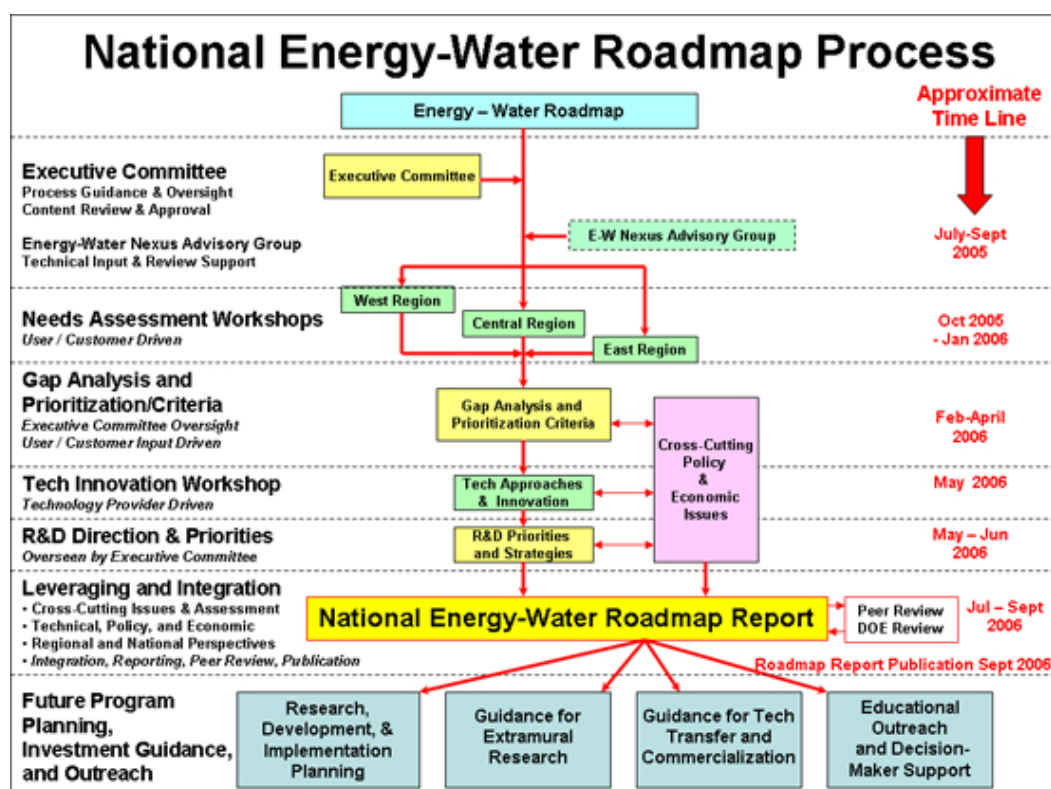 National Energy-Water Roadmap Process
Energy – Water Roadmap
Approximate
Time Line
Executive Committee
Process Guidance & Oversight
Content Review & Approval
Executive Committee
Energy-Water Nexus Advisory Group
Technical Input & Review Support
E-W Nexus Advisory Group
July-Sept
2005
Needs Assessment Workshops
User / Customer Driven
West Region
Central Region
East Region
Oct 2005
- Jan 2006
Gap Analysis and
Prioritization/Criteria
Executive Committee Oversight
User / Customer Input Driven
Gap Analysis and
Prioritization Criteria
Cross-Cutting
Policy
&
Economic
Issues
Feb-April
2006
Tech Innovation Workshop
Technology Provider Driven
Tech Approaches
& Innovation
May 2006
R&D Direction & Priorities
Overseen by Executive Committee
R&D Priorities
and Strategies
May – Jun
2006
Leveraging and Integration
• Cross-Cutting Issues & Assessment
• Technical, Policy, and Economic
• Regional and National Perspectives
• Integration, Reporting, Peer Review, Publication
National Energy-Water Roadmap Report
Peer Review
DOE Review
Jul – Sept
2006
Roadmap Report Publication Sept 2006
Future Program
Planning,
Investment Guidance,
and Outreach
Research,
Development, &
Implementation
Planning
Guidance for
Extramural
Research
Guidance for Tech
Transfer and
Commercialization
Educational
Outreach
and Decision-
Maker Support